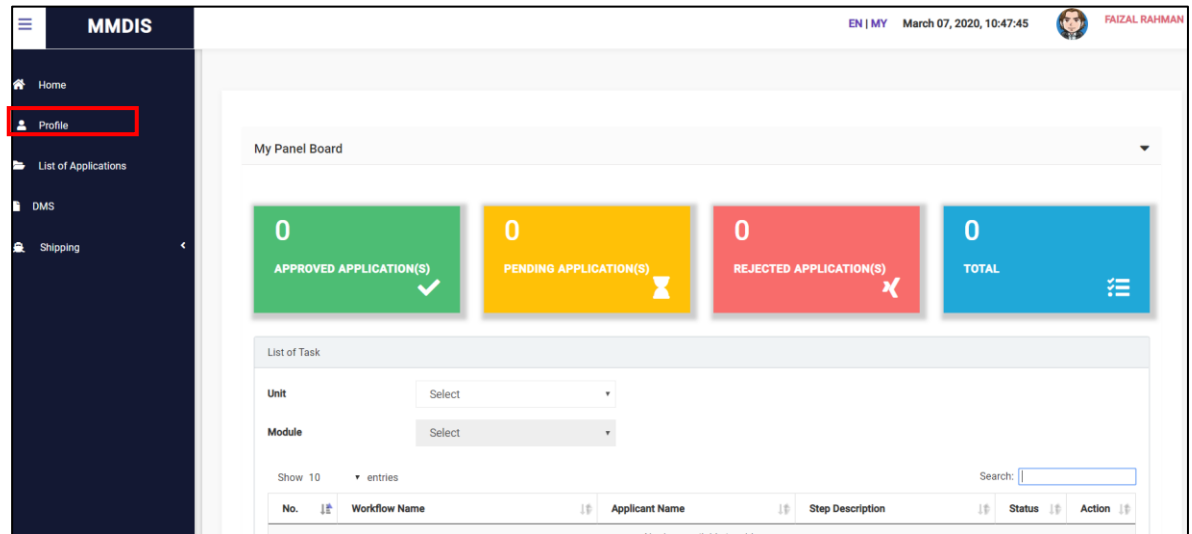 MMDIS
EN | MY March 07, 2020, 10:47:45 FAIZAL RAHMAN
Home
Profile
List of Applications
DMS
Shipping
My Panel Board
0
APPROVED APPLICATION(S)
0
PENDING APPLICATION(S)
0
REJECTED APPLICATION(S)
0
TOTAL
List of Task
Unit Select
Module Select
Show 10 entries Search:
No. Workflow Name Applicant Name Step Description Status Action